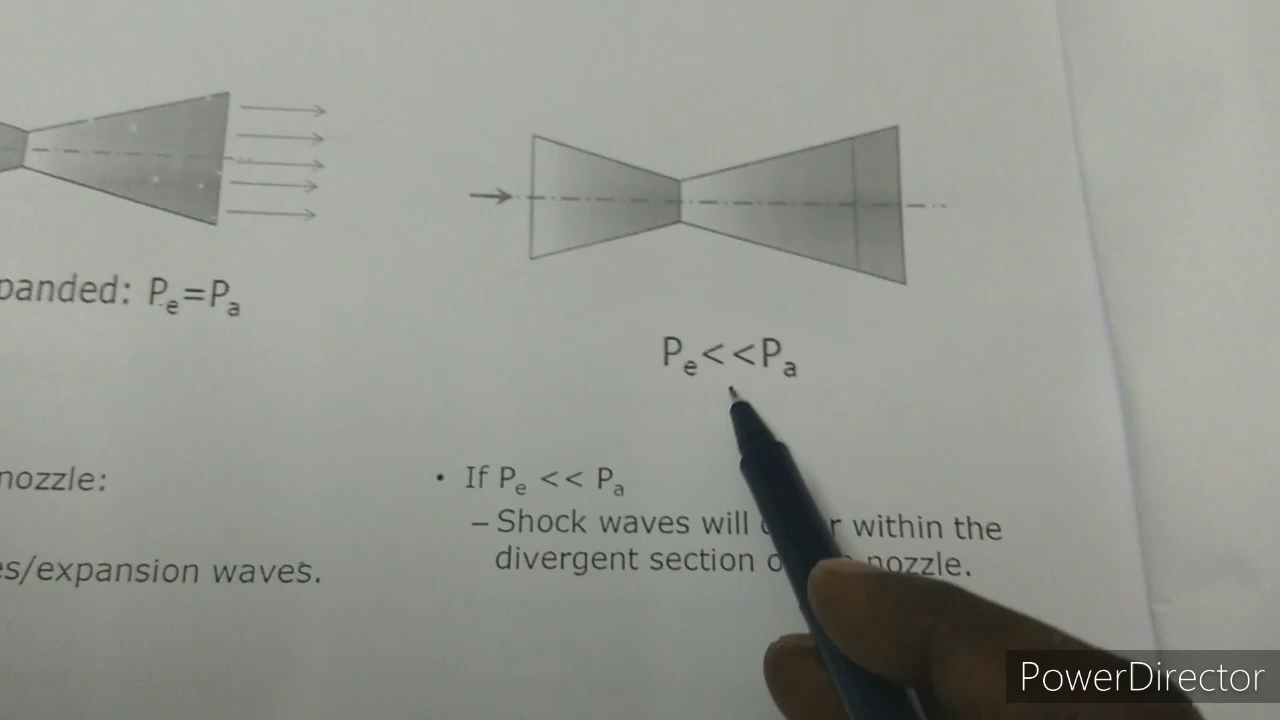 panded: Pₑ=Pₐ
Pₑ<<Pₐ
nozzle:
es/expansion waves.
• If Pₑ << Pₐ
– Shock waves will within the
divergent section nozzle.
PowerDirector